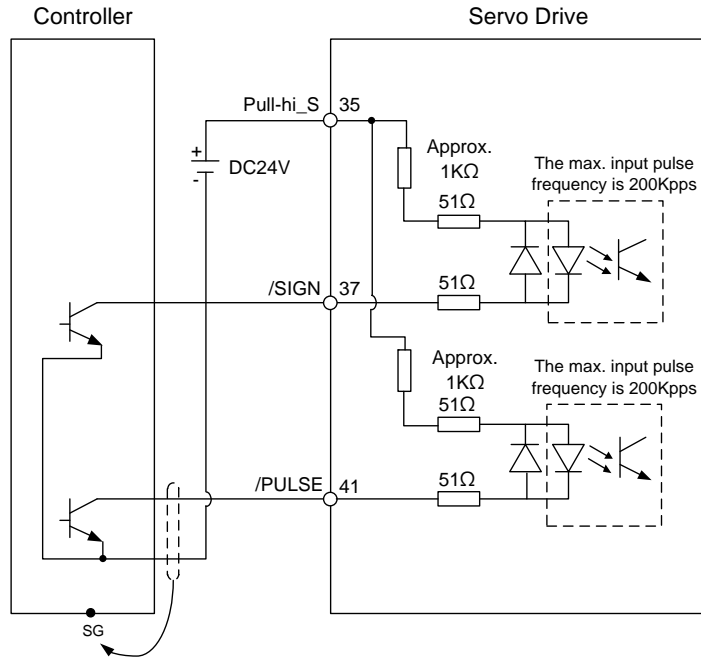 Controller
Servo Drive
Pull-hi_S
35
+
-
DC24V
Approx.
1KΩ
51Ω
The max. input pulse
frequency is 200Kpps
/SIGN
37
51Ω
Approx.
1KΩ
51Ω
The max. input pulse
frequency is 200Kpps
/PULSE
41
51Ω
SG